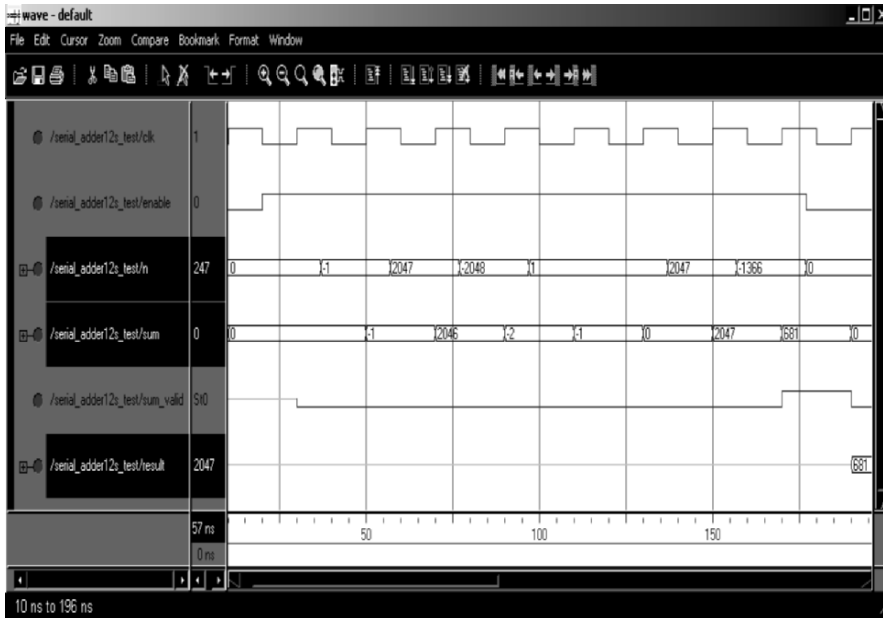 wave - default
File Edit Cursor Zoom Compare Bookmark Format Window
/serial_adder12s_test/clk 1
/serial_adder12s_test/enable 0
/serial_adder12s_test/n 247 0 -1 2047 -2048 1 2047 -1366 0
/serial_adder12s_test/sum 0 0 -1 2046 -2 -1 0 2047 681 0
/serial_adder12s_test/sum_valid St0
/serial_adder12s_test/result 2047 681
57 ns 50 100 150
0 ns
10 ns to 196 ns